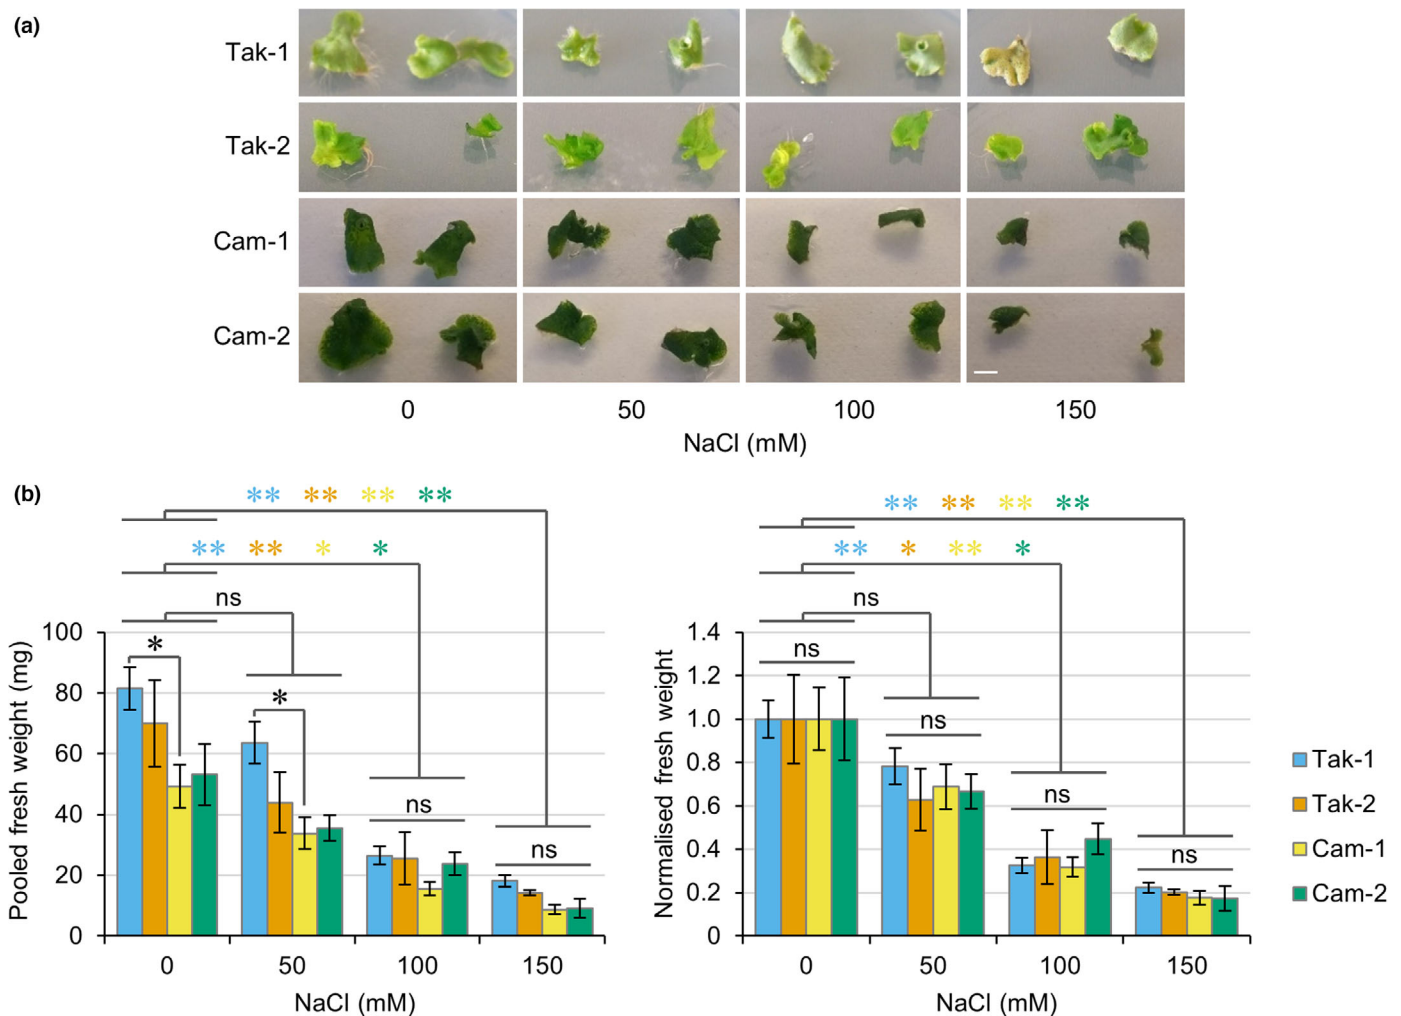 (a)
Tak-1
Tak-2
Cam-1
Cam-2
0 50 100 150
NaCl (mM)
(b)
** ** ** **
** ** * *
ns
* *
ns
ns
Pooled fresh weight (mg)
100
80
60
40
20
0
0 50 100 150
NaCl (mM)
** ** ** **
** * ** *
ns
ns
ns
ns
ns
Normalised fresh weight
1.4
1.2
1.0
0.8
0.6
0.4
0.2
0
0 50 100 150
NaCl (mM)
Tak-1
Tak-2
Cam-1
Cam-2